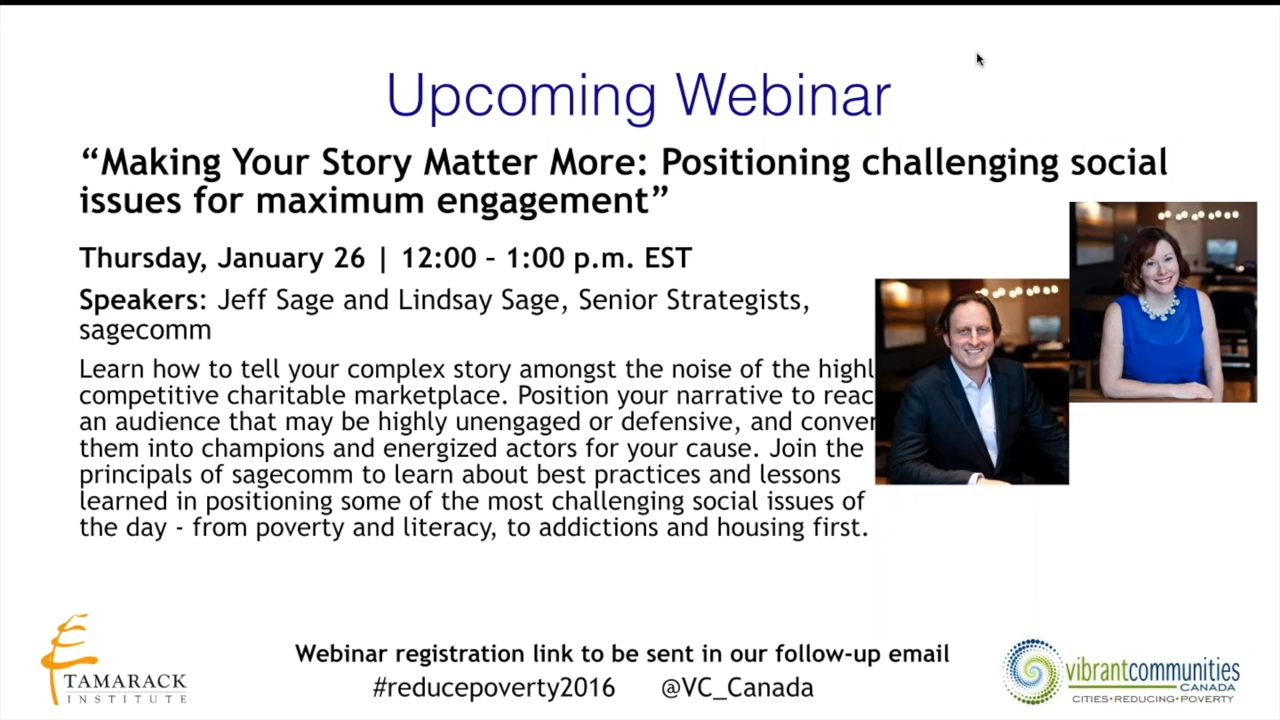 Upcoming Webinar
“Making Your Story Matter More: Positioning challenging social
issues for maximum engagement”
Thursday, January 26 | 12:00 – 1:00 p.m. EST
Speakers: Jeff Sage and Lindsay Sage, Senior Strategists,
sagecomm
Learn how to tell your complex story amongst the noise of the highl
competitive charitable marketplace. Position your narrative to reac
an audience that may be highly unengaged or defensive, and conver
them into champions and energized actors for your cause. Join the
principals of sagecomm to learn about best practices and lessons
learned in positioning some of the most challenging social issues of
the day - from poverty and literacy, to addictions and housing first.
Webinar registration link to be sent in our follow-up email
#reducepoverty2016 @VC_Canada
TAMARACK
INSTITUTE
vibrantcommunities
CANADA
CITIES•REDUCING•POVERTY